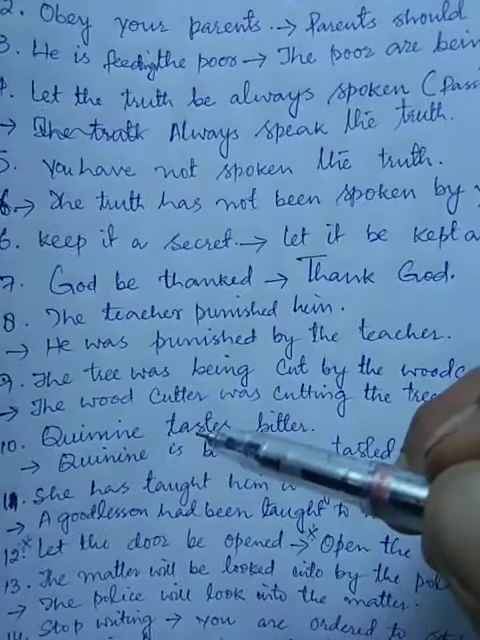 2. Obey your parents. → Parents should
3. He is feeding the poor → The poor are being
4. Let the truth be always spoken (Pass
→ Always speak the truth.
5. You have not spoken the truth.
→ The truth has not been spoken by
6. Keep it a secret. → Let it be kept a
7. God be thanked → Thank God.
8. The teacher punished him.
→ He was punished by the teacher.
9. The tree was being cut by the woodc
→ The wood cutter was cutting the tree
10. Quinine tastes bitter.
→ Quinine is tasted
11. She has taught him
→ A good lesson had been taught to
12. Let the door be opened → Open the
13. The matter will be looked into by the pol
→ The police will look into the matter.
14. Stop writing → You are ordered to